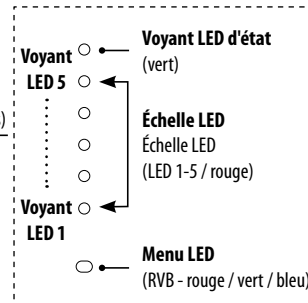 Voyant LED d'état
(vert)
Voyant
LED 5
Échelle LED
Échelle LED
(LED 1-5 / rouge)
Voyant
LED 1
Menu LED
(RVB - rouge / vert / bleu)
)